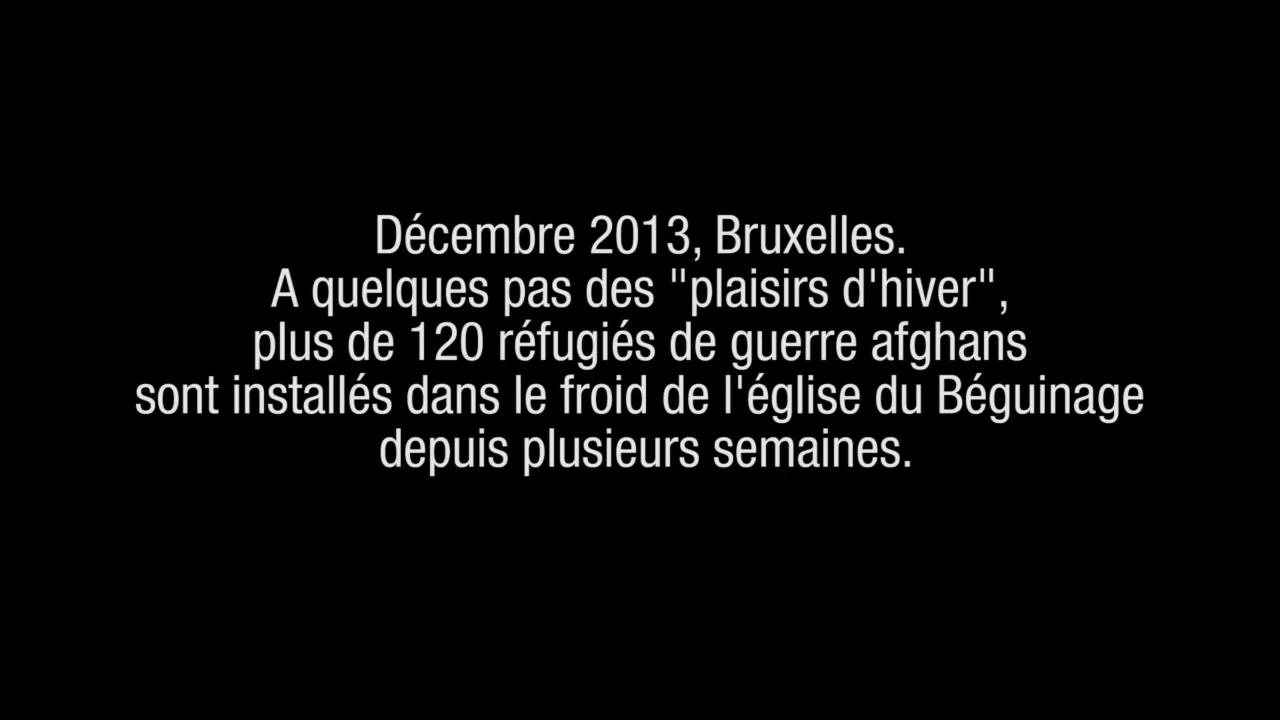 Décembre 2013, Bruxelles.
A quelques pas des "plaisirs d'hiver",
plus de 120 réfugiés de guerre afghans
sont installés dans le froid de l'église du Béguinage
depuis plusieurs semaines.